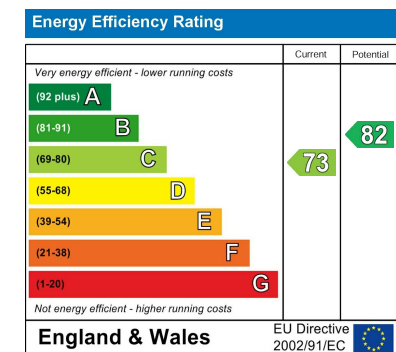 Energy Efficiency Rating
Current Potential
Very energy efficient - lower running costs
(92 plus) A
(81-91) B
82
(69-80) C
73
(55-68) D
(39-54) E
(21-38) F
(1-20) G
Not energy efficient - higher running costs
England & Wales
EU Directive
2002/91/EC